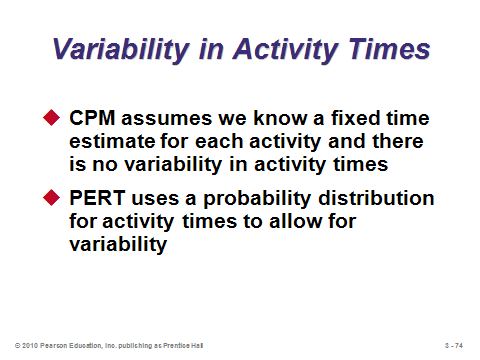 Variability in Activity Times
CPM assumes we know a fixed time
estimate for each activity and there
is no variability in activity times
PERT uses a probability distribution
for activity times to allow for
variability
© 2010 Pearson Education, Inc. publishing as Prentice Hall
3 - 74